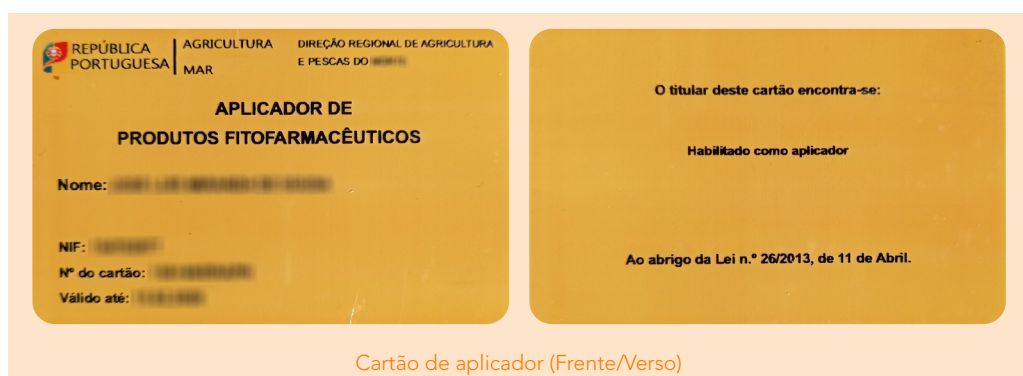 REPÚBLICA
PORTUGUESA
AGRICULTURA
MAR
DIREÇÃO REGIONAL DE AGRICULTURA
E PESCAS DO
APLICADOR DE
PRODUTOS FITOFARMACÊUTICOS
Nome:
NIF:
Nº do cartão:
Válido até:
O titular deste cartão encontra-se:
Habilitado como aplicador
Ao abrigo da Lei n.º 26/2013, de 11 de Abril.
Cartão de aplicador (Frente/Verso)